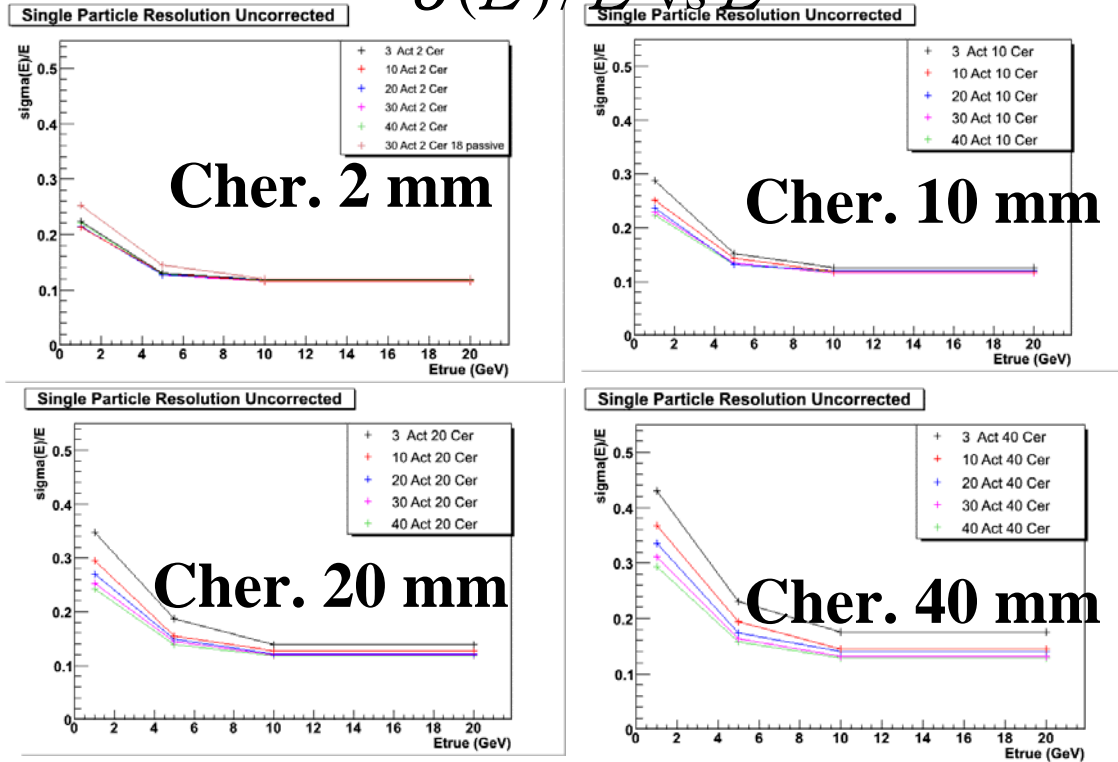 σ(E)/E vs E
Single Particle Resolution Uncorrected
sigma(E)/E
0.5
0.4
0.3
0.2
0.1
0
3 Act 2 Cer
10 Act 2 Cer
20 Act 2 Cer
30 Act 2 Cer
40 Act 2 Cer
30 Act 2 Cer 18 passive
Cher. 2 mm
0 2 4 6 8 10 12 14 16 18 20
Etrue (GeV)
Single Particle Resolution Uncorrected
sigma(E)/E
0.5
0.4
0.3
0.2
0.1
0
3 Act 10 Cer
10 Act 10 Cer
20 Act 10 Cer
30 Act 10 Cer
40 Act 10 Cer
Cher. 10 mm
0 2 4 6 8 10 12 14 16 18 20
Etrue (GeV)
Single Particle Resolution Uncorrected
sigma(E)/E
0.5
0.4
0.3
0.2
0.1
0
3 Act 20 Cer
10 Act 20 Cer
20 Act 20 Cer
30 Act 20 Cer
40 Act 20 Cer
Cher. 20 mm
0 2 4 6 8 10 12 14 16 18 20
Etrue (GeV)
Single Particle Resolution Uncorrected
sigma(E)/E
0.5
0.4
0.3
0.2
0.1
0
3 Act 40 Cer
10 Act 40 Cer
20 Act 40 Cer
30 Act 40 Cer
40 Act 40 Cer
Cher. 40 mm
0 2 4 6 8 10 12 14 16 18 20
Etrue (GeV)